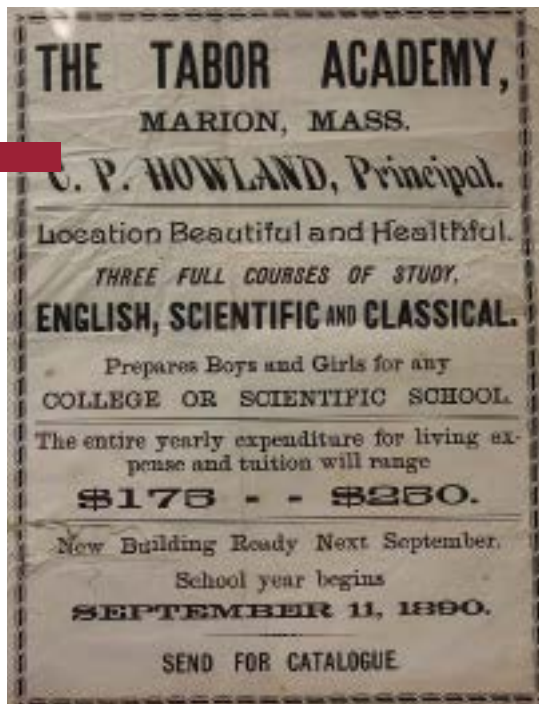 THE TABOR ACADEMY,
MARION, MASS.
P. HOWLAND, Principal.
Location Beautiful and Healthful.
THREE FULL COURSES OF STUDY,
ENGLISH, SCIENTIFIC AND CLASSICAL.
Prepares Boys and Girls for any
COLLEGE OR SCIENTIFIC SCHOOL.
The entire yearly expenditure for living ex-
pense and tuition will range
$175 - - $250.
New Building Ready Next September.
School year begins
SEPTEMBER 11, 1890.
SEND FOR CATALOGUE